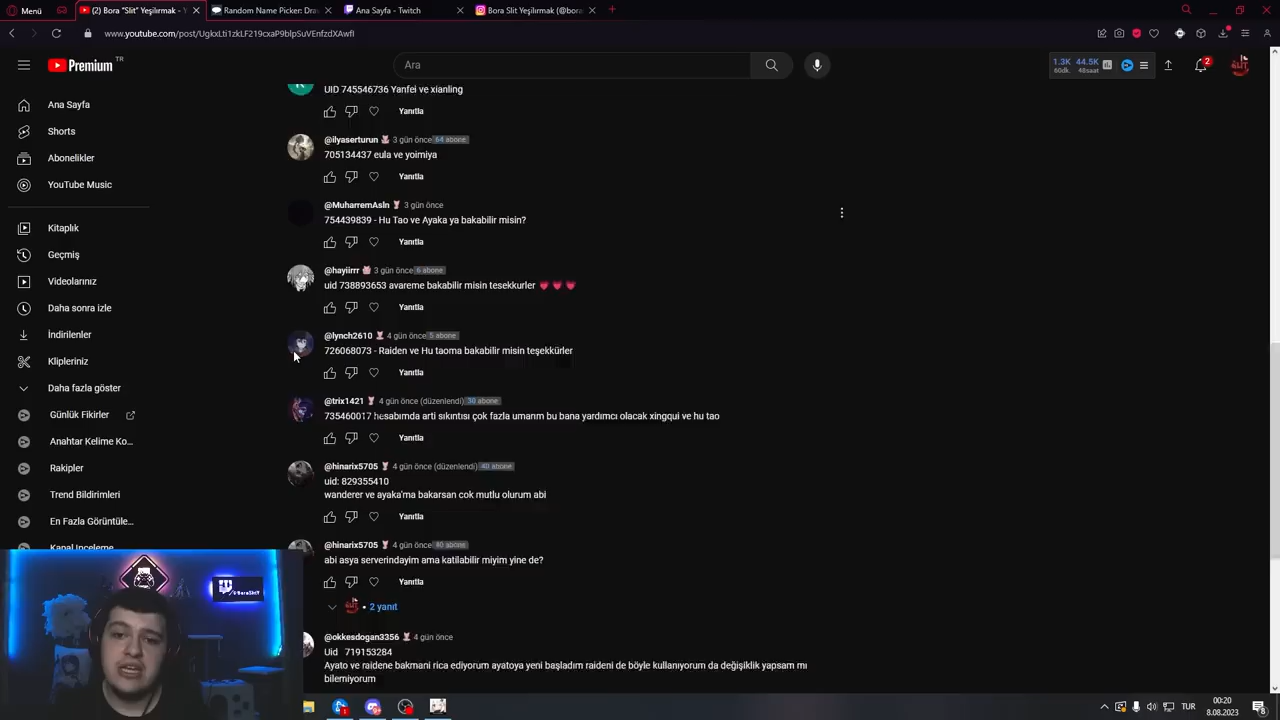 Menü
(2) Bora "Slit" Yeşilırmak - Y
Random Name Picker: Dra
Ana Sayfa - Twitch
Bora Slit Yeşilırmak (@bora
www.youtube.com/post/UgkxLti1zkLF219cxaP9blpSuVEnfzdXAwfI
Premium TR
Ara
1.3K 60dk.
44.5K 48saat
2
Ana Sayfa
Shorts
Abonelikler
YouTube Music
Kitaplık
Geçmiş
Videolarınız
Daha sonra izle
İndirilenler
Klipleriniz
Daha fazla göster
Günlük Fikirler
Anahtar Kelime Ko...
Rakipler
Trend Bildirimleri
En Fazla Görüntüle...
Kanal İnceleme
UID 745546736 Yanfei ve xianling
Yanıtla
@ilyaserturun 3 gün önce 64 abone
705134437 eula ve yoimiya
Yanıtla
@MuharremAsln 3 gün önce
754439839 - Hu Tao ve Ayaka ya bakabilir misin?
Yanıtla
@hayiirrr 3 gün önce 6 abone
uid 738893653 avareme bakabilir misin tesekkurler
Yanıtla
@lynch2610 4 gün önce 5 abone
726068073 - Raiden ve Hu taoma bakabilir misin teşekkürler
Yanıtla
@trix1421 4 gün önce (düzenlendi) 30 abone
735460017 hesabımda arti sıkıntısı çok fazla umarım bu bana yardımcı olacak xingqui ve hu tao
Yanıtla
@hinarix5705 4 gün önce (düzenlendi) 40 abone
uid: 829355410
wanderer ve ayaka'ma bakarsan cok mutlu olurum abi
Yanıtla
@hinarix5705 4 gün önce 40 abone
abi asya serverindayim ama katilabilir miyim yine de?
Yanıtla
2 yanıt
@okkesdogan3356 4 gün önce
Uid 719153284
Ayato ve raidene bakmani rica ediyorum ayatoya yeni başladım raideni de böyle kullanıyorum da değişiklik yapsam mı
bilemiyorum
TUR
00:20
8.08.2023
8